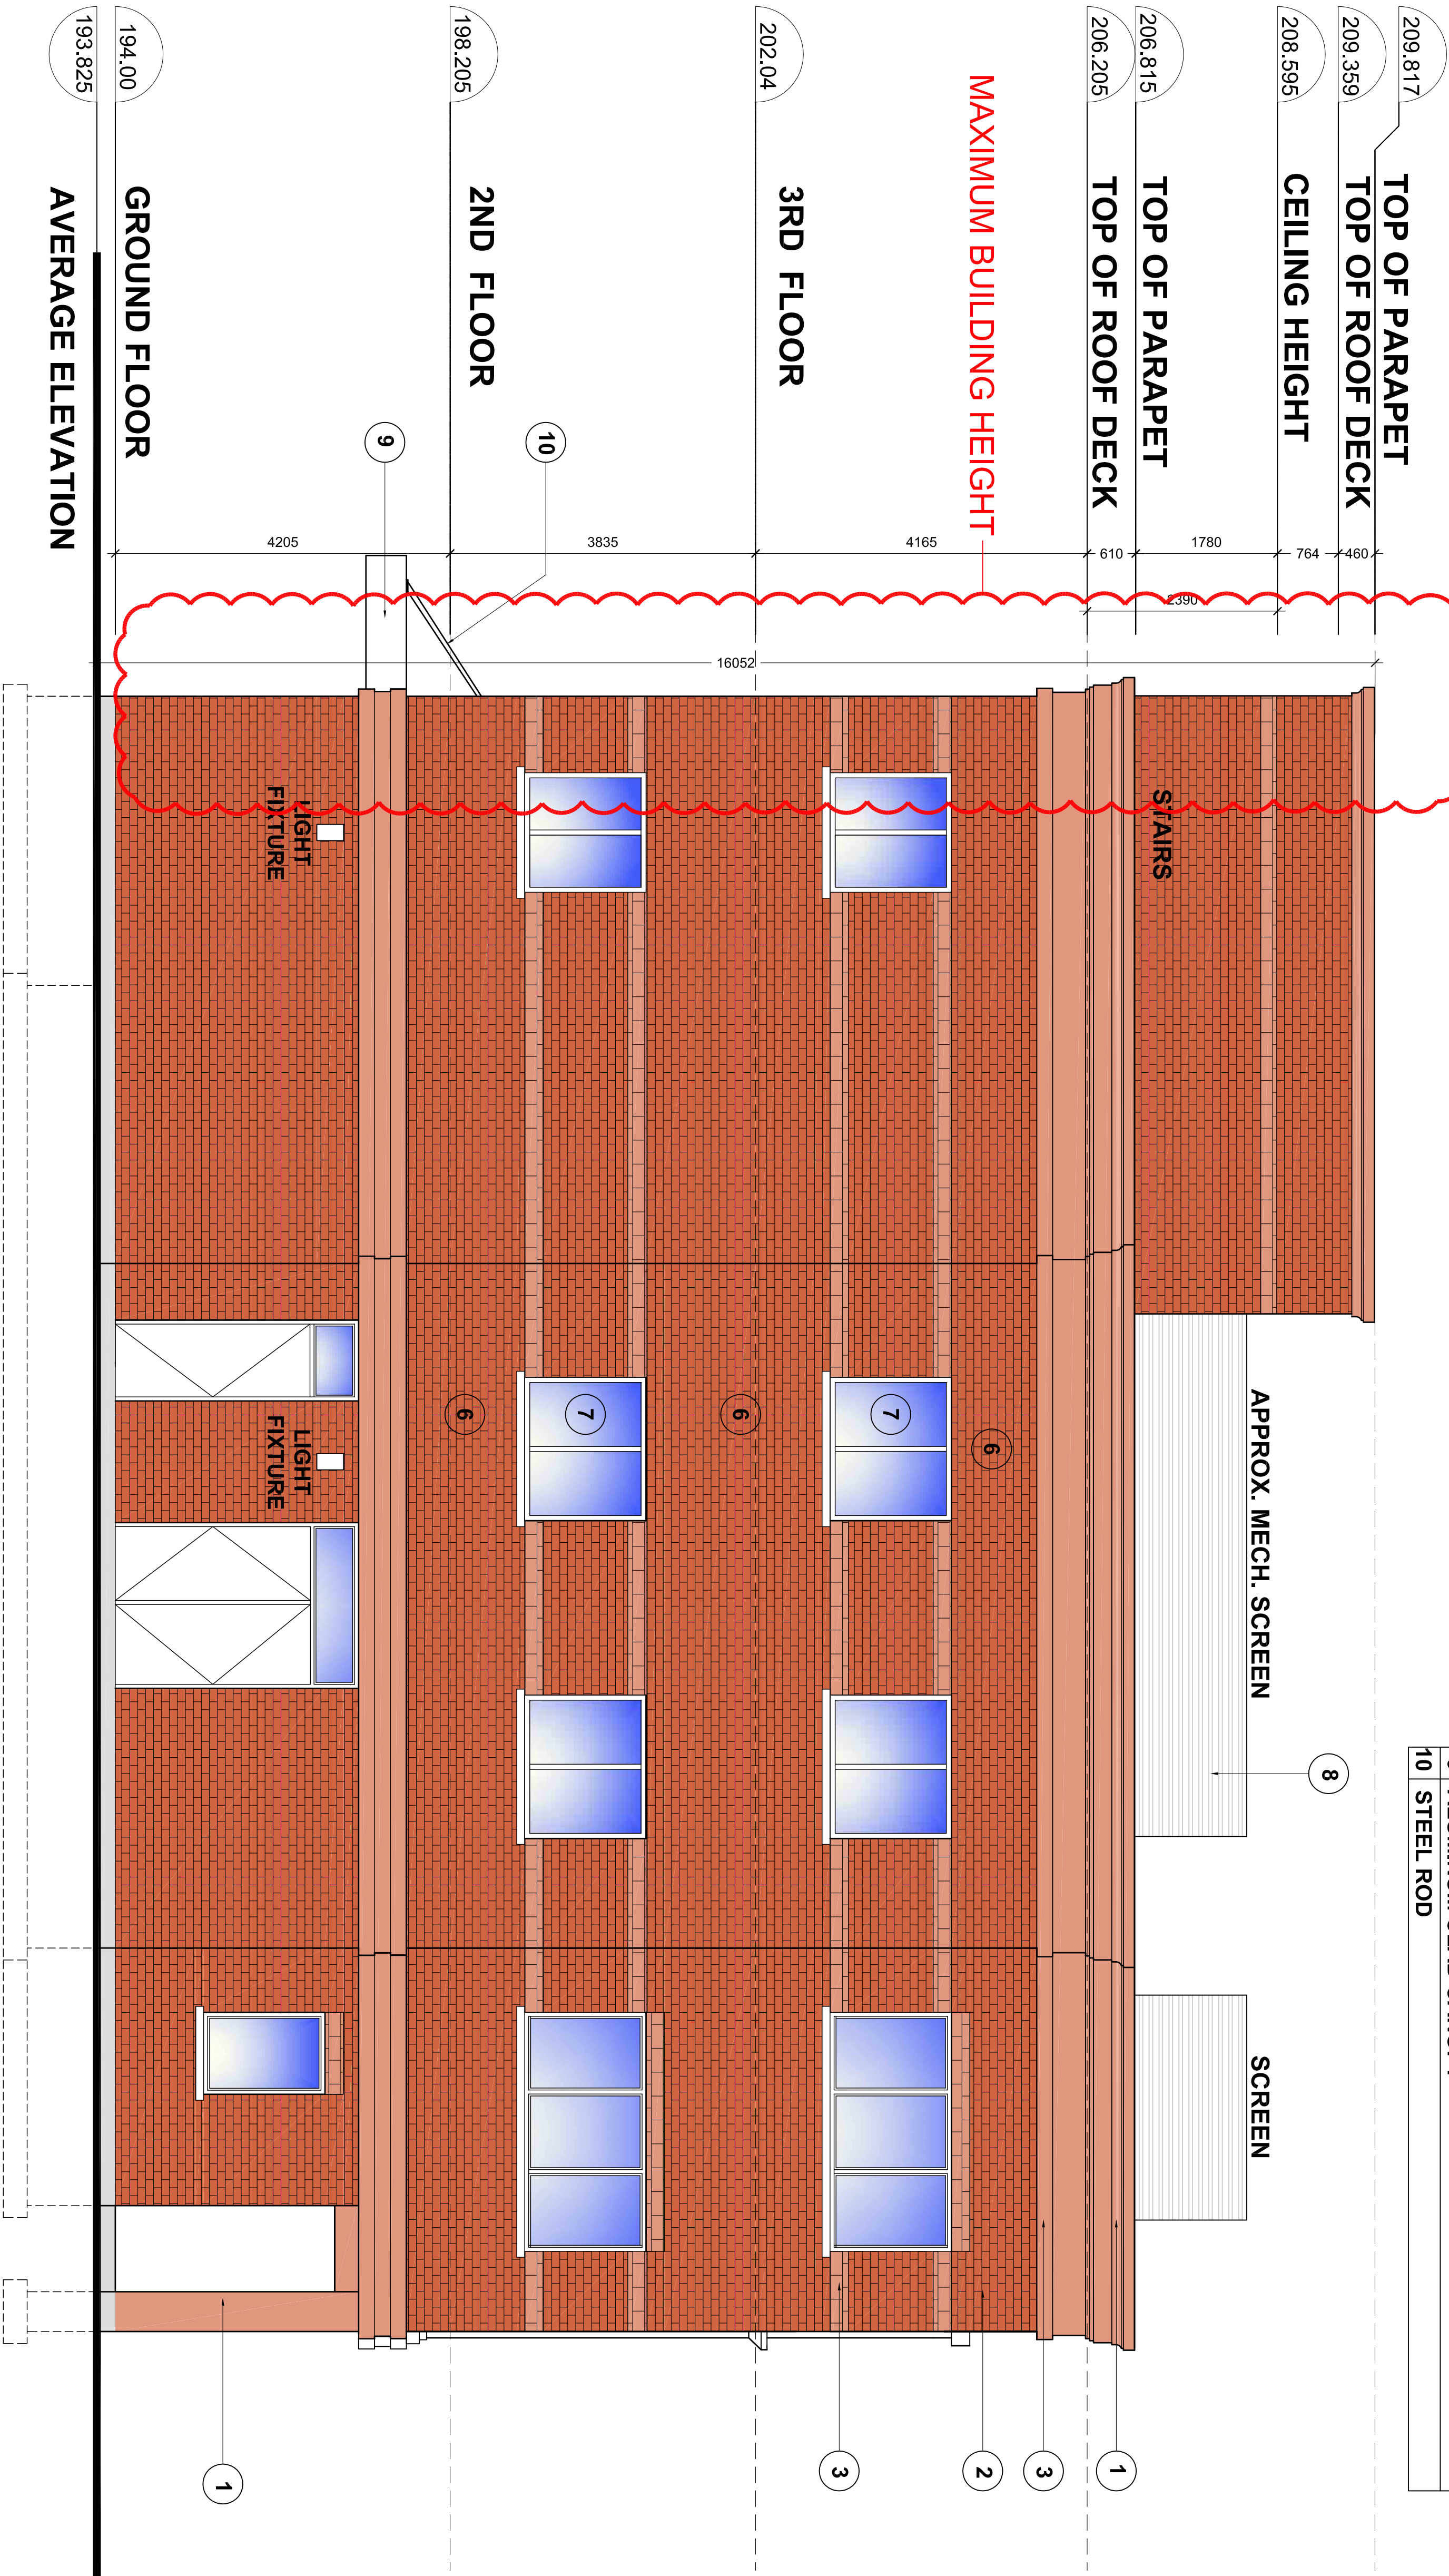 209.817
TOP OF PARAPET
209.359
TOP OF ROOF DECK
208.595
CEILING HEIGHT
206.815
TOP OF PARAPET
206.205
TOP OF ROOF DECK
MAXIMUM BUILDING HEIGHT
202.04
3RD FLOOR
198.205
2ND FLOOR
194.00
GROUND FLOOR
193.825
AVERAGE ELEVATION
460
764
1780
610
2390
4165
3835
4205
16052
10
9
STAIRS
APPROX. MECH. SCREEN
SCREEN
8
6
7
6
7
6
LIGHT
FIXTURE
LIGHT
FIXTURE
1
3
2
3
1
10 STEEL ROD